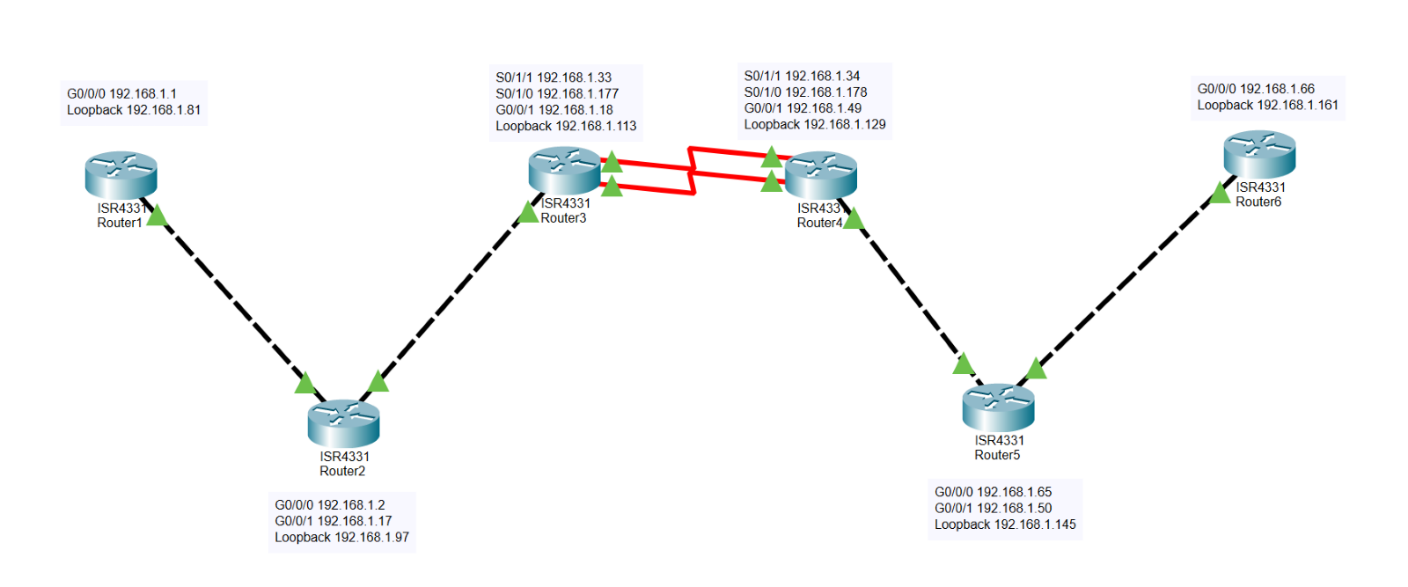 G0/0/0 192.168.1.1
Loopback 192.168.1.81
ISR4331
Router1
S0/1/1 192.168.1.33
S0/1/0 192.168.1.177
G0/0/1 192.168.1.18
Loopback 192.168.1.113
ISR4331
Router3
S0/1/1 192.168.1.34
S0/1/0 192.168.1.178
G0/0/1 192.168.1.49
Loopback 192.168.1.129
ISR4331
Router4
G0/0/0 192.168.1.66
Loopback 192.168.1.161
ISR4331
Router6
ISR4331
Router2
G0/0/0 192.168.1.2
G0/0/1 192.168.1.17
Loopback 192.168.1.97
ISR4331
Router5
G0/0/0 192.168.1.65
G0/0/1 192.168.1.50
Loopback 192.168.1.145